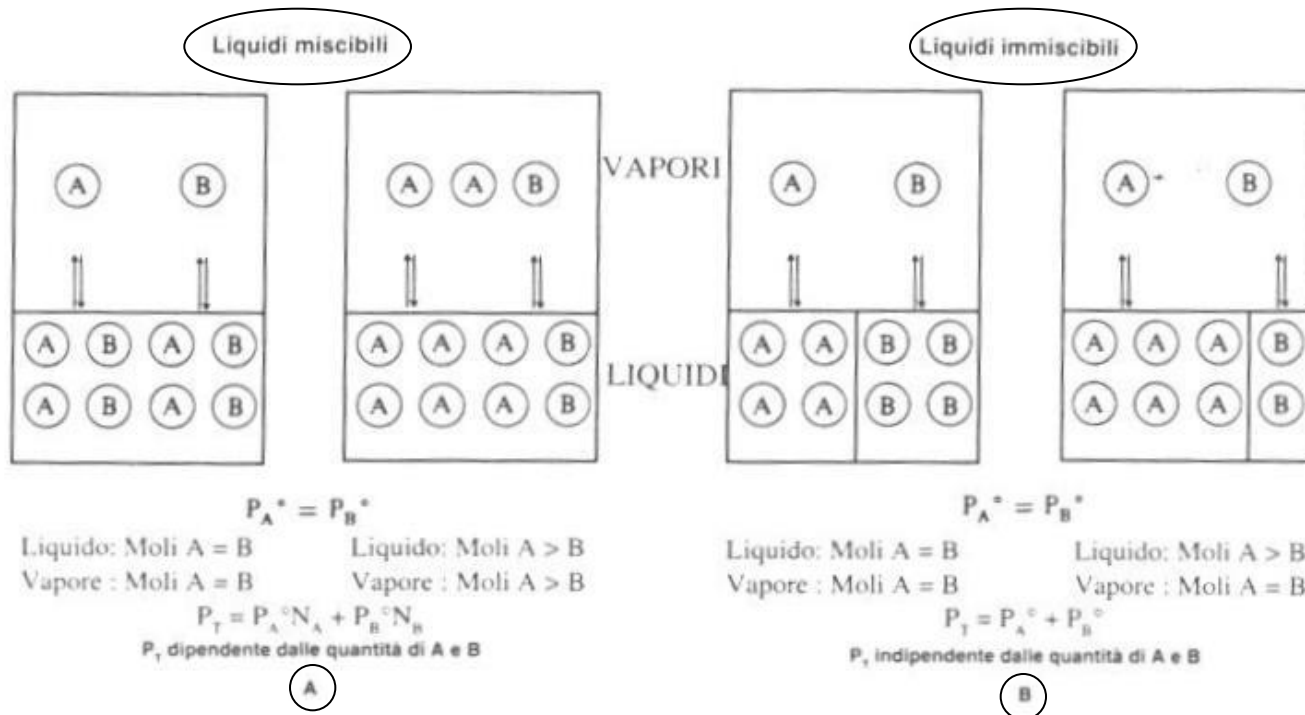 Liquidi miscibili
Liquidi immiscibili
A B
A A B
VAPORI
A B
A B
A B A B
A A A B
A A B B
A A A B
LIQUIDI
A B A B
A A A B
A A B B
A A A B
P_A° = P_B°
Liquido: Moli A = B
Liquido: Moli A > B
Vapore : Moli A = B
Vapore : Moli A > B
P_T = P_A°N_A + P_B°N_B
P_T dipendente dalle quantità di A e B
A
P_A° = P_B°
Liquido: Moli A = B
Liquido: Moli A > B
Vapore : Moli A = B
Vapore : Moli A = B
P_T = P_A° + P_B°
P_T indipendente dalle quantità di A e B
B